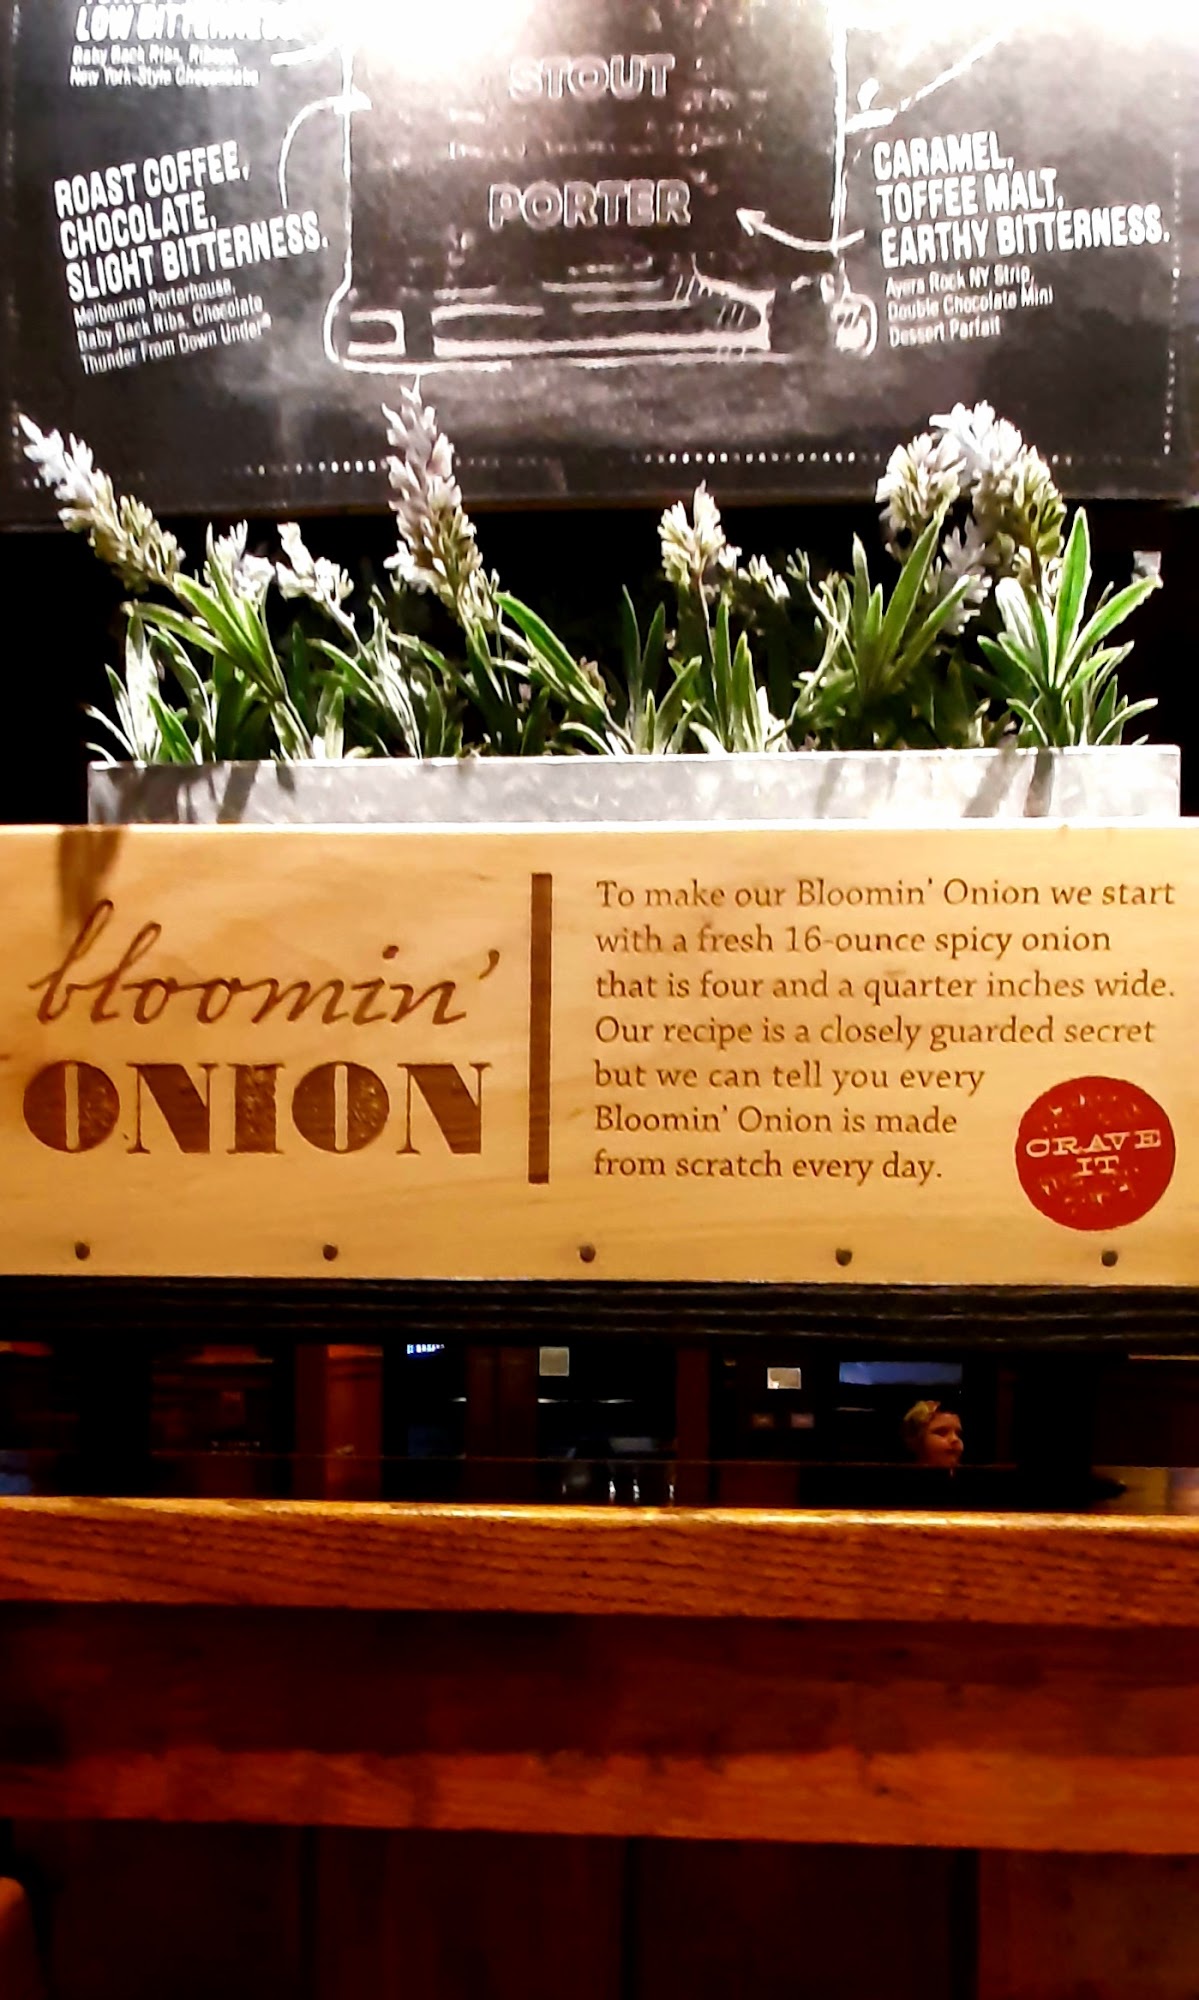 LOW BITTERNESS
Baby Back Ribs, Ribeye,
New York-Style Cheesecake
STOUT
ROAST COFFEE,
CHOCOLATE,
SLIGHT BITTERNESS.
Melbourne Porterhouse,
Baby Back Ribs, Chocolate
Thunder From Down Under®
PORTER
CARAMEL,
TOFFEE MALT,
EARTHY BITTERNESS.
Ayers Rock NY Strip,
Double Chocolate Mini
Dessert Parfait
bloomin'
ONION
To make our Bloomin' Onion we start
with a fresh 16-ounce spicy onion
that is four and a quarter inches wide.
Our recipe is a closely guarded secret
but we can tell you every
Bloomin' Onion is made
from scratch every day.
CRAVE
IT